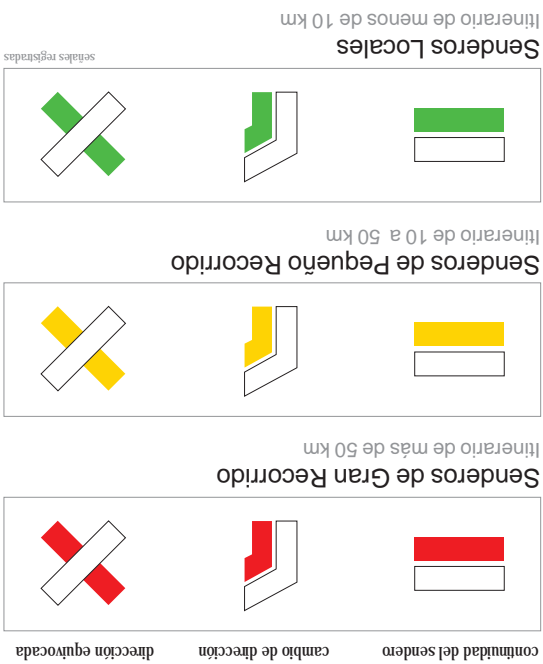 continuidad del sendero cambio de dirección dirección equivocada
Senderos de Gran Recorrido
Itinerario de más de 50 km
Senderos de Pequeño Recorrido
Itinerario de 10 a 50 km
Senderos Locales
Itinerario de menos de 10 km
señales registradas